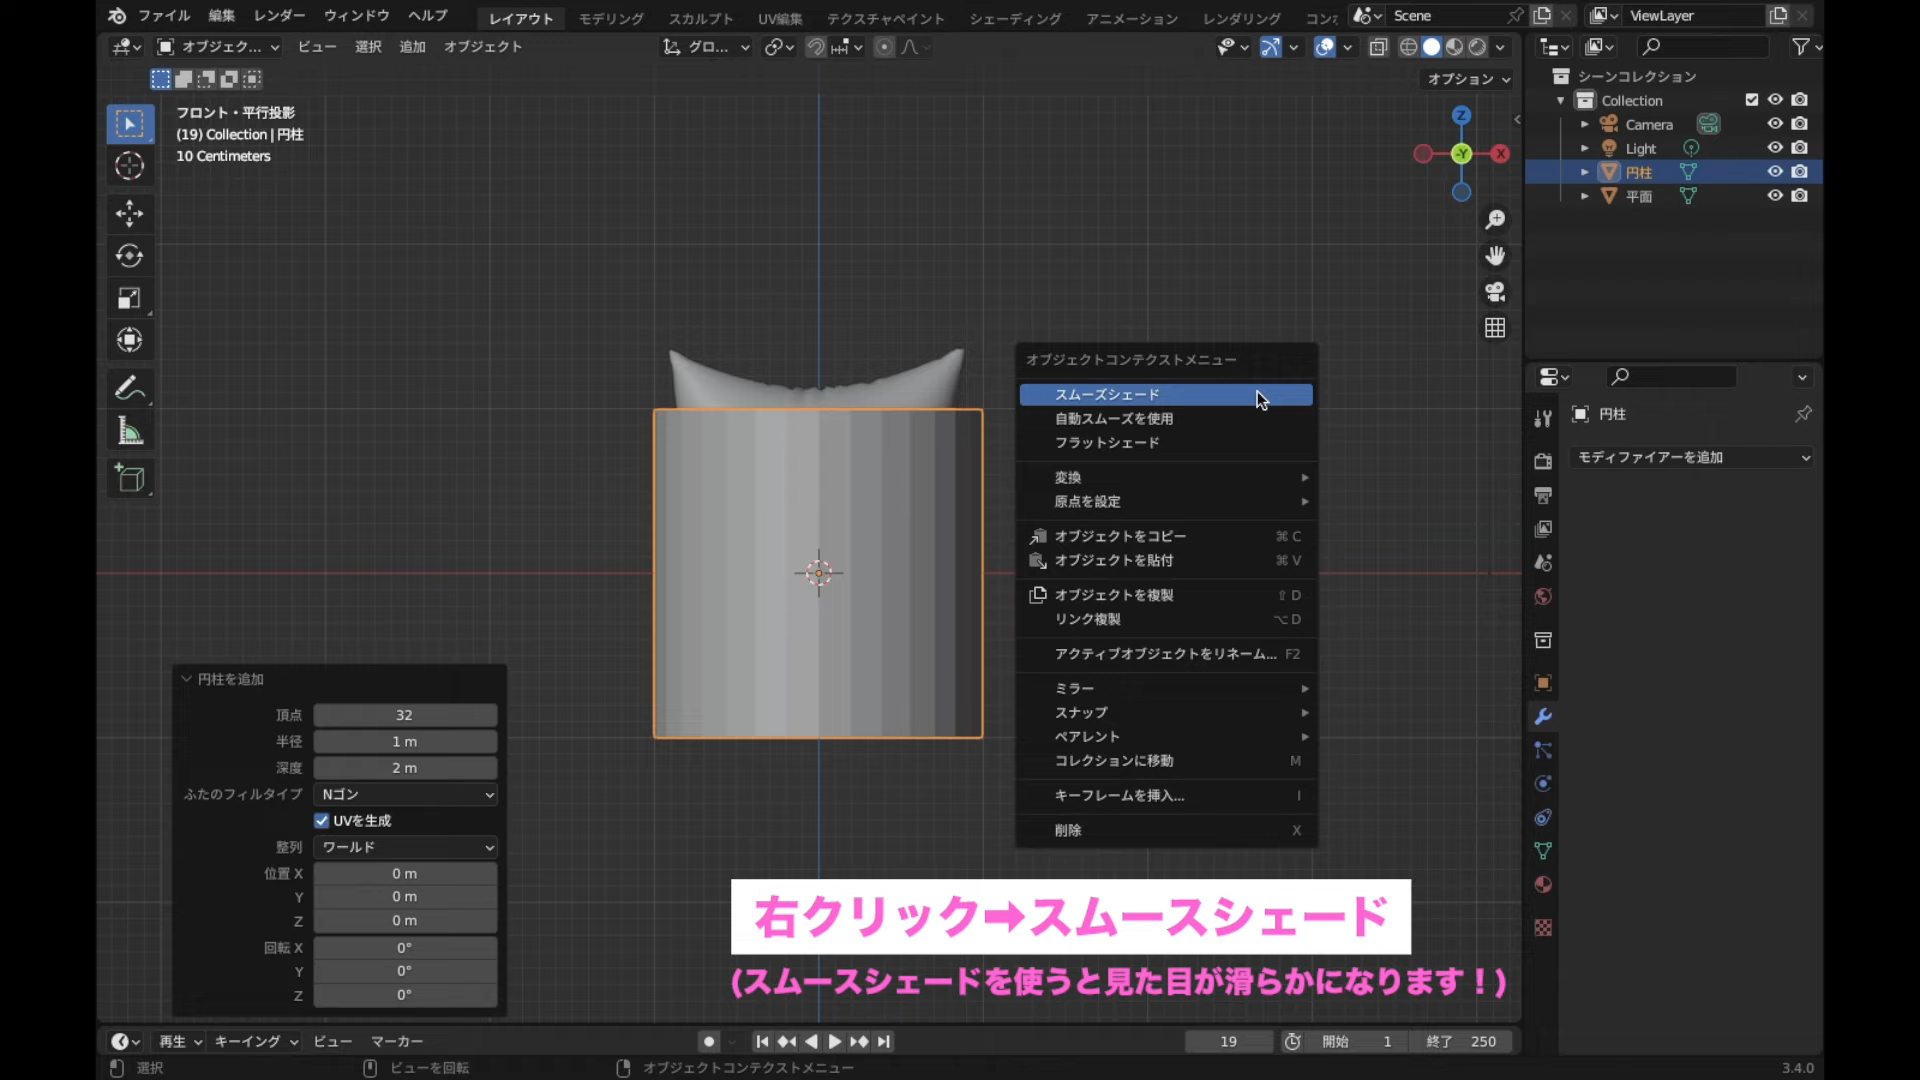 ファイル 編集 レンダー ウィンドウ ヘルプ レイアウト モデリング スカルプト UV編集 テクスチャペイント シェーディング アニメーション レンダリング Scene ViewLayer
オブジェク... ビュー 選択 追加 オブジェクト グロ...
オプション
フロント・平行投影
(19) Collection | 円柱
10 Centimeters
Z
-Y
X
シーンコレクション
Collection
Camera
Light
円柱
平面
円柱
モディファイアーを追加
オブジェクトコンテクストメニュー
スムーズシェード
自動スムーズを使用
フラットシェード
変換
原点を設定
オブジェクトをコピー ⌘ C
オブジェクトを貼付 ⌘ V
オブジェクトを複製 ⇧ D
リンク複製 ⌥ D
アクティブオブジェクトをリネーム... F2
ミラー
スナップ
ペアレント
コレクションに移動 M
キーフレームを挿入... I
削除 X
円柱を追加
頂点 32
半径 1 m
深度 2 m
ふたのフィルタイプ Nゴン
UVを生成
整列 ワールド
位置 X 0 m
Y 0 m
Z 0 m
回転 X 0°
Y 0°
Z 0°
右クリック➡スムースシェード
(スムースシェードを使うと見た目が滑らかになります！)
再生 キーイング ビュー マーカー 19 開始 1 終了 250
選択 ビューを回転 オブジェクトコンテクストメニュー 3.4.0